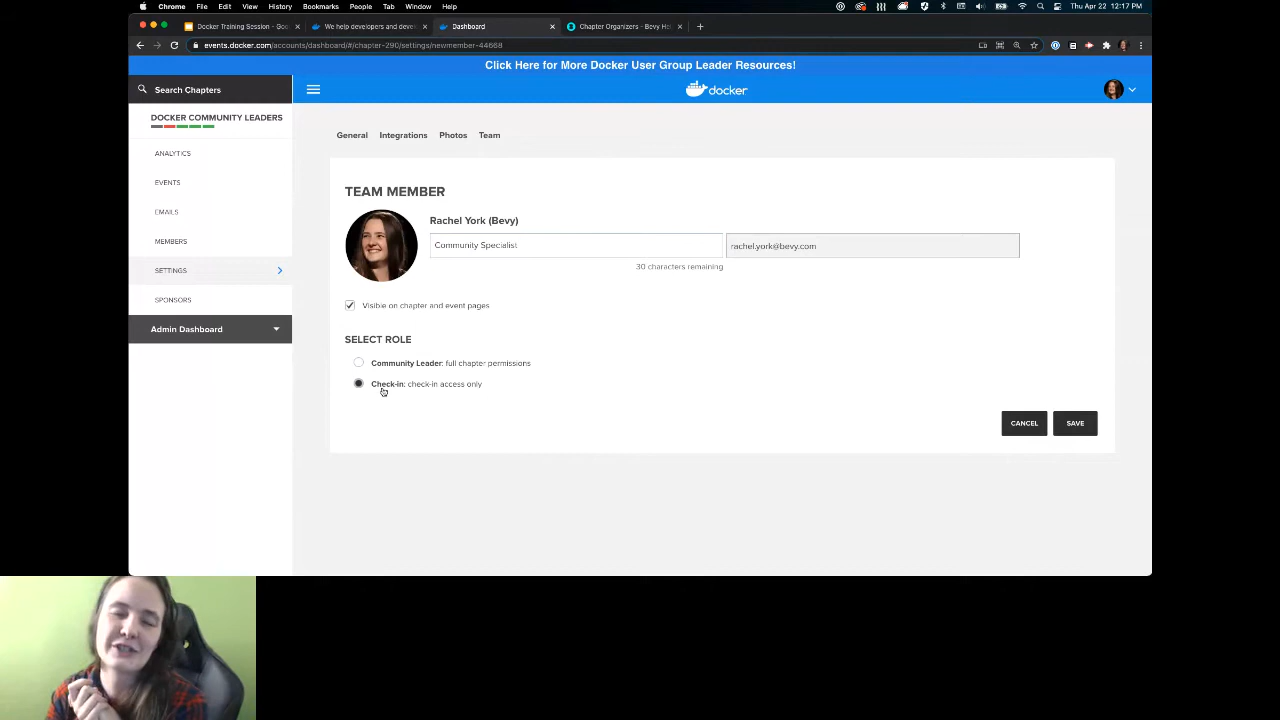 Chrome File Edit View History Bookmarks People Tab Window Help Thu Apr 22 12:17 PM
Docker Training Session - Goo We help developers and devel Dashboard Chapter Organizers - Bevy Hel
events.docker.com/accounts/dashboard/#/chapter-290/settings/newmember-44668
Click Here for More Docker User Group Leader Resources!
Search Chapters
docker
DOCKER COMMUNITY LEADERS
General Integrations Photos Team
ANALYTICS
EVENTS
EMAILS
MEMBERS
SETTINGS
SPONSORS
Admin Dashboard
TEAM MEMBER
Rachel York (Bevy)
Community Specialist rachel.york@bevy.com
30 characters remaining
Visible on chapter and event pages
SELECT ROLE
Community Leader: full chapter permissions
Check-in: check-in access only
CANCEL SAVE